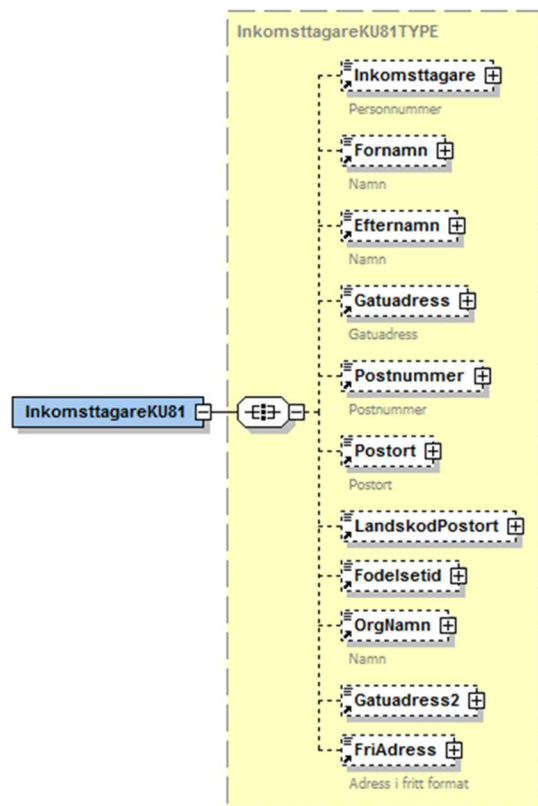 InkomsttagareKU81TYPE
Inkomsttagare
Personnummer
Fornamn
Namn
Efternamn
Namn
Gatuadress
Gatuadress
Postnummer
Postnummer
InkomsttagareKU81
Postort
Postort
LandskodPostort
Fodelsetid
OrgNamn
Namn
Gatuadress2
FriAdress
Adress i fritt format